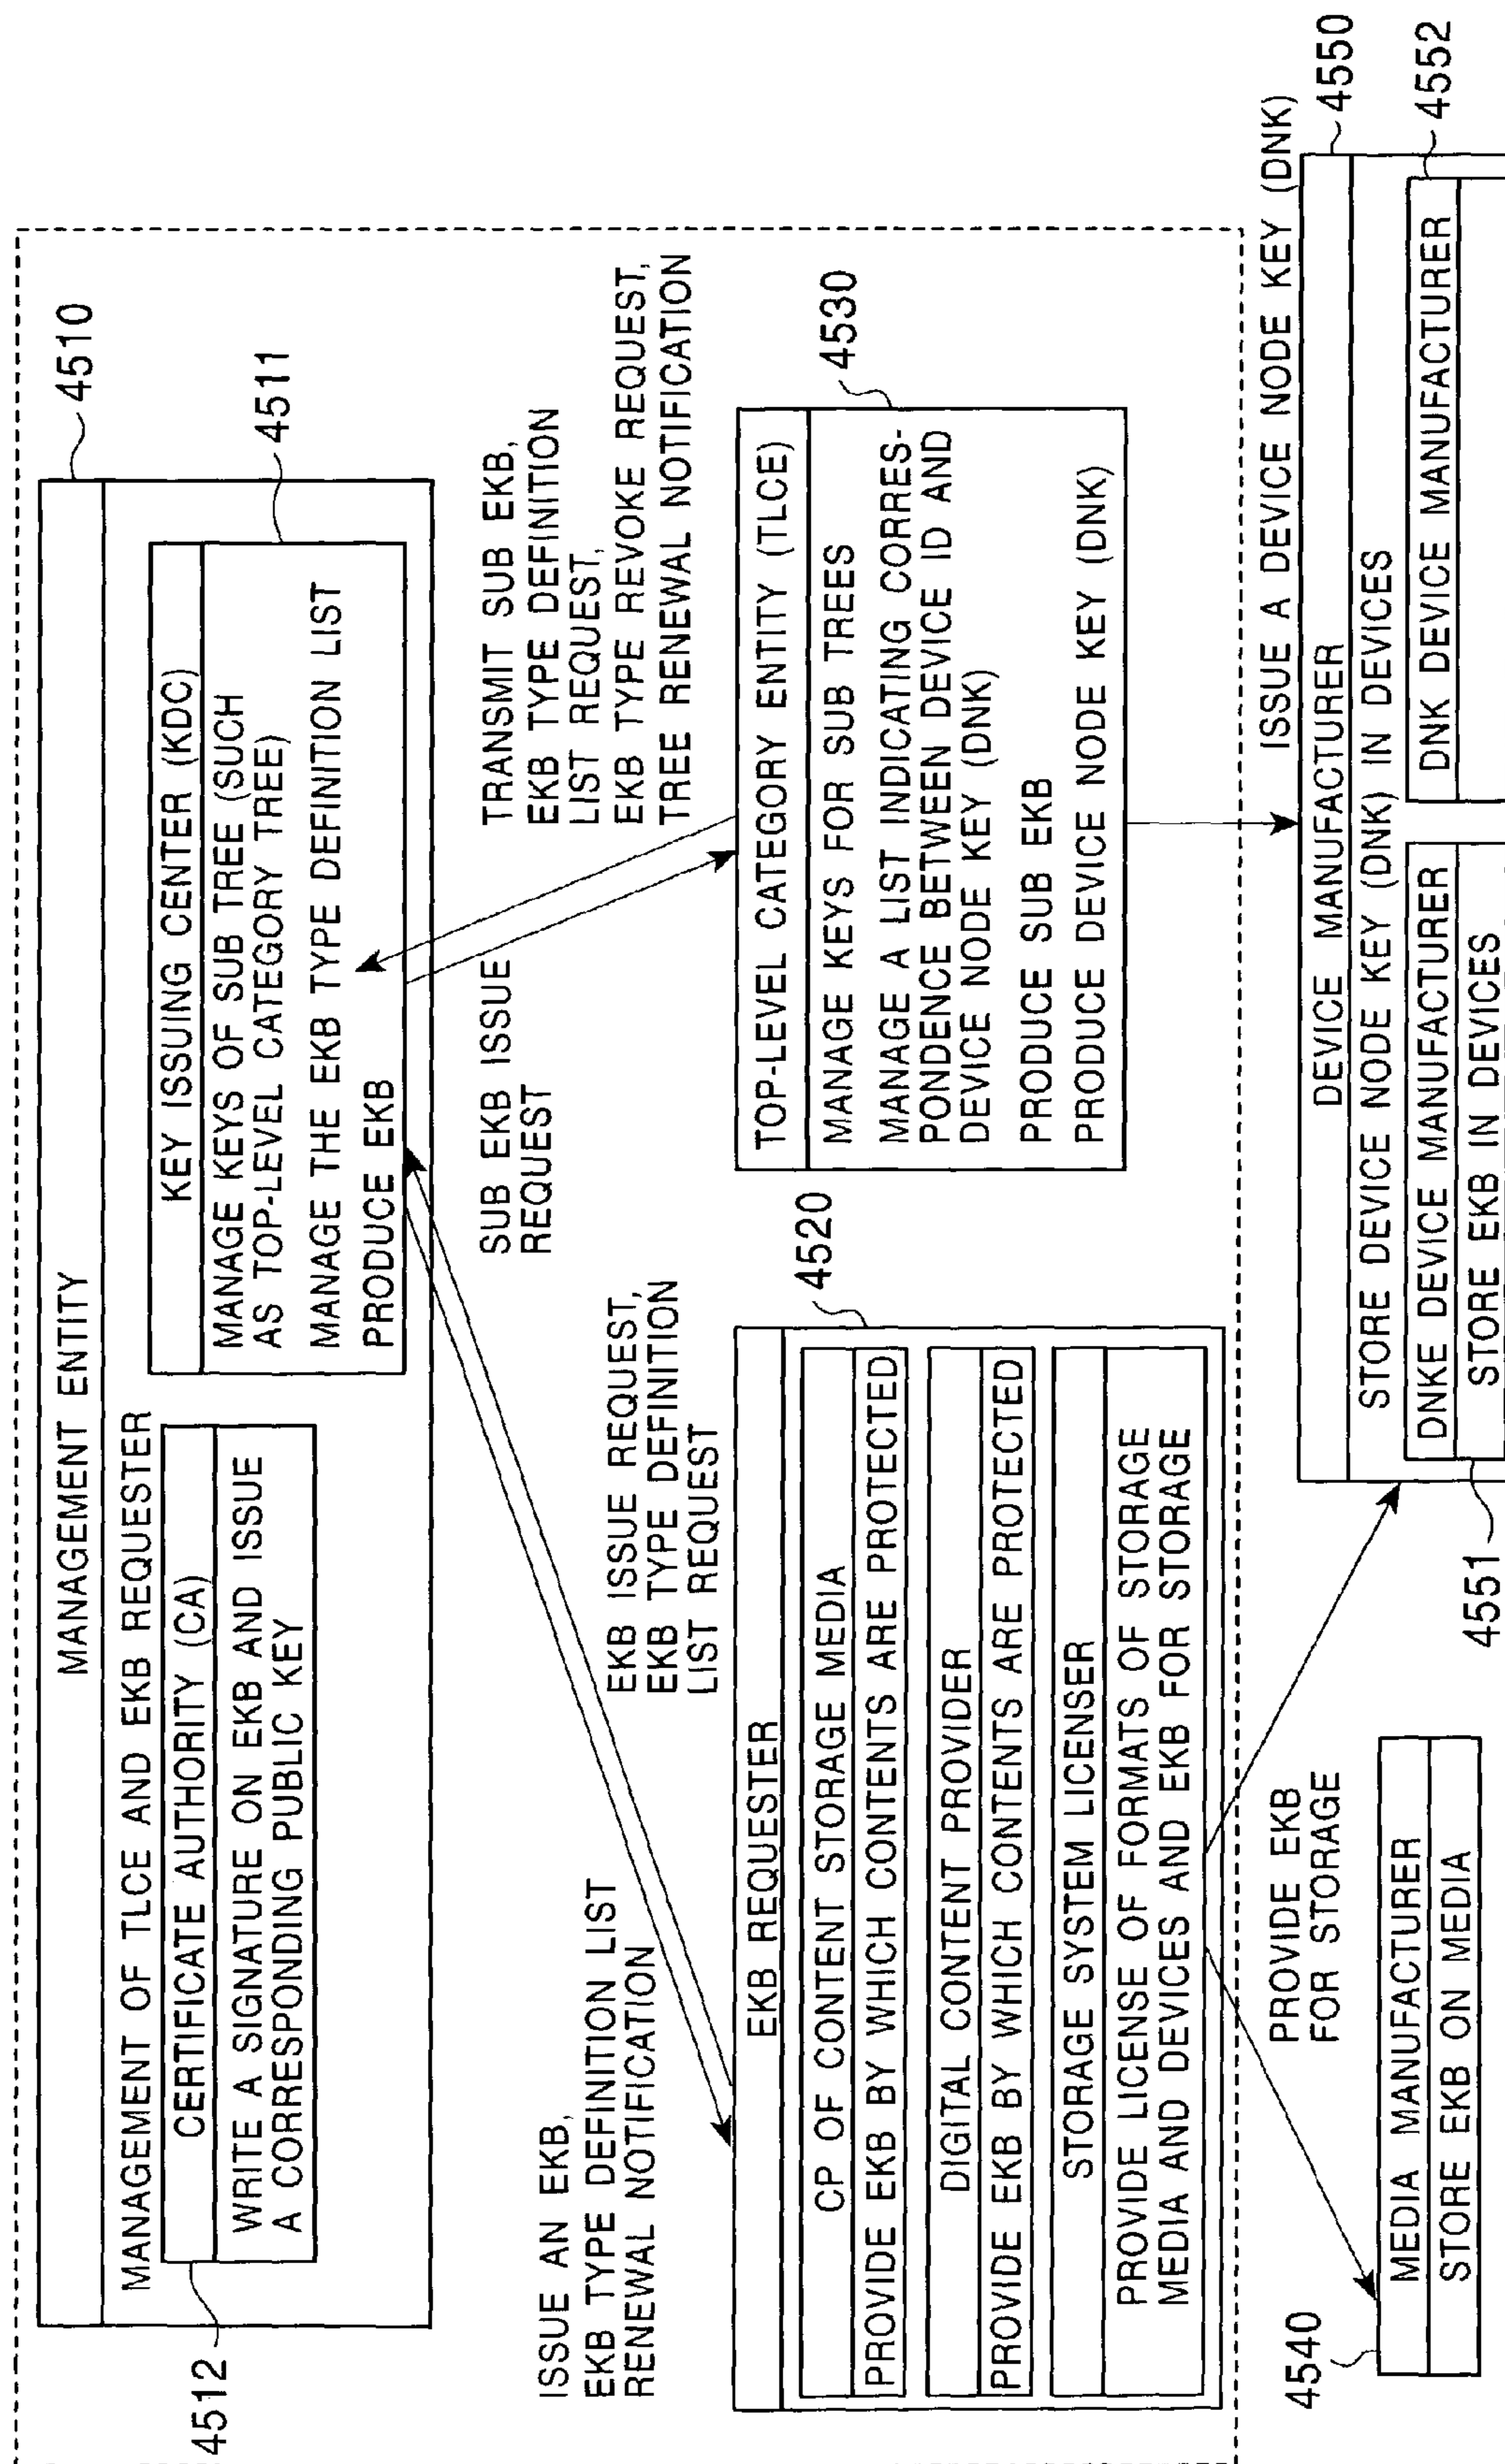 MANAGEMENT ENTITY
4510
MANAGEMENT OF TLCE AND EKB REQUESTER
CERTIFICATE AUTHORITY (CA)
WRITE A SIGNATURE ON EKB AND ISSUE
A CORRESPONDING PUBLIC KEY
4512
KEY ISSUING CENTER (KDC)
MANAGE KEYS OF SUB TREE (SUCH
AS TOP-LEVEL CATEGORY TREE)
MANAGE THE EKB TYPE DEFINITION LIST
PRODUCE EKB
4511
ISSUE AN EKB,
EKB TYPE DEFINITION LIST
RENEWAL NOTIFICATION
EKB ISSUE REQUEST,
EKB TYPE DEFINITION
LIST REQUEST
SUB EKB ISSUE
REQUEST
TRANSMIT SUB EKB,
EKB TYPE DEFINITION
LIST REQUEST,
EKB TYPE REVOKE REQUEST,
TREE RENEWAL NOTIFICATION
EKB REQUESTER
4520
CP OF CONTENT STORAGE MEDIA
PROVIDE EKB BY WHICH CONTENTS ARE PROTECTED
DIGITAL CONTENT PROVIDER
PROVIDE EKB BY WHICH CONTENTS ARE PROTECTED
STORAGE SYSTEM LICENSER
PROVIDE LICENSE OF FORMATS OF STORAGE
MEDIA AND DEVICES AND EKB FOR STORAGE
TOP-LEVEL CATEGORY ENTITY (TLCE)
4530
MANAGE KEYS FOR SUB TREES
MANAGE A LIST INDICATING CORRES-
PONDENCE BETWEEN DEVICE ID AND
DEVICE NODE KEY (DNK)
PRODUCE SUB EKB
PRODUCE DEVICE NODE KEY (DNK)
PROVIDE EKB
FOR STORAGE
ISSUE A DEVICE NODE KEY (DNK)
4540
MEDIA MANUFACTURER
STORE EKB ON MEDIA
DEVICE MANUFACTURER
4550
STORE DEVICE NODE KEY (DNK) IN DEVICES
DNKE DEVICE MANUFACTURER
STORE EKB IN DEVICES
4551
DNK DEVICE MANUFACTURER
4552